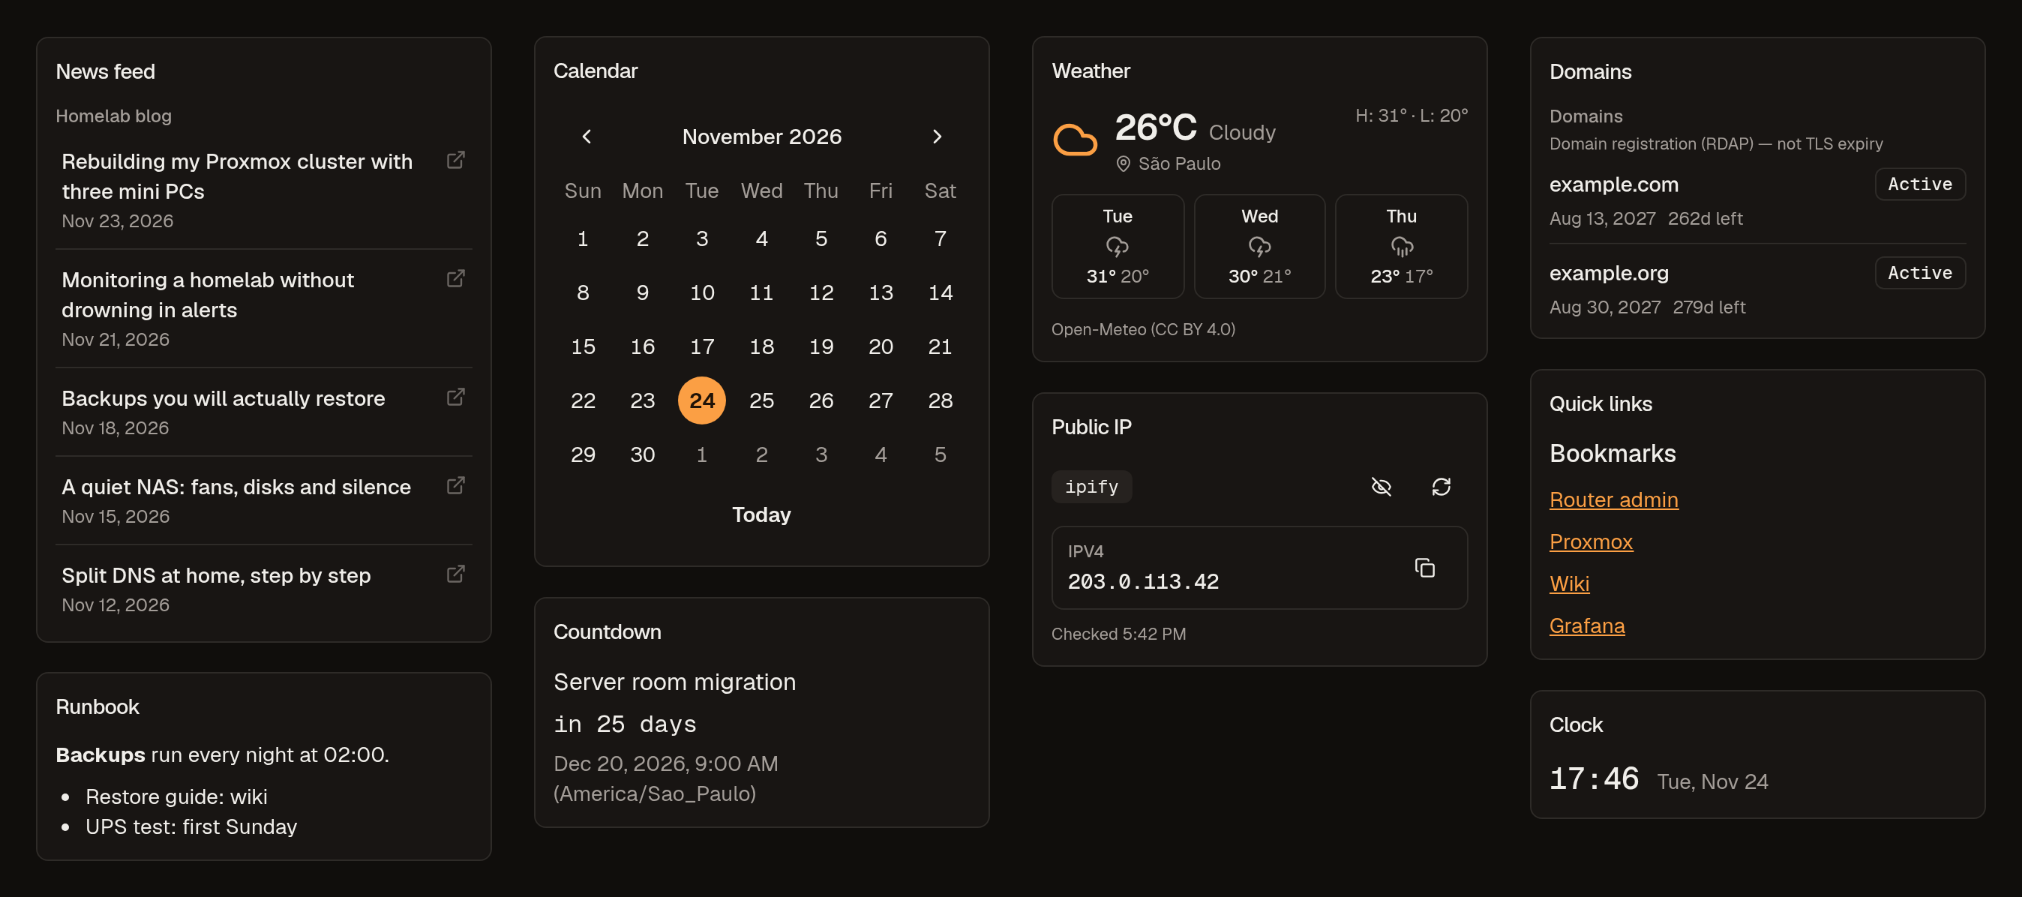 News feed
Homelab blog
Rebuilding my Proxmox cluster with
three mini PCs
Nov 23, 2026
Monitoring a homelab without
drowning in alerts
Nov 21, 2026
Backups you will actually restore
Nov 18, 2026
A quiet NAS: fans, disks and silence
Nov 15, 2026
Split DNS at home, step by step
Nov 12, 2026
Runbook
Backups run every night at 02:00.
• Restore guide: wiki
• UPS test: first Sunday
Calendar
November 2026
Sun Mon Tue Wed Thu Fri Sat
1 2 3 4 5 6 7
8 9 10 11 12 13 14
15 16 17 18 19 20 21
22 23 24 25 26 27 28
29 30 1 2 3 4 5
Today
Countdown
Server room migration
in 25 days
Dec 20, 2026, 9:00 AM
(America/Sao_Paulo)
Weather
26°C Cloudy
H: 31° · L: 20°
São Paulo
Tue Wed Thu
31° 20° 30° 21° 23° 17°
Open-Meteo (CC BY 4.0)
Public IP
ipify
IPV4
203.0.113.42
Checked 5:42 PM
Domains
Domains
Domain registration (RDAP) — not TLS expiry
example.com Active
Aug 13, 2027 262d left
example.org Active
Aug 30, 2027 279d left
Quick links
Bookmarks
Router admin
Proxmox
Wiki
Grafana
Clock
17:46 Tue, Nov 24